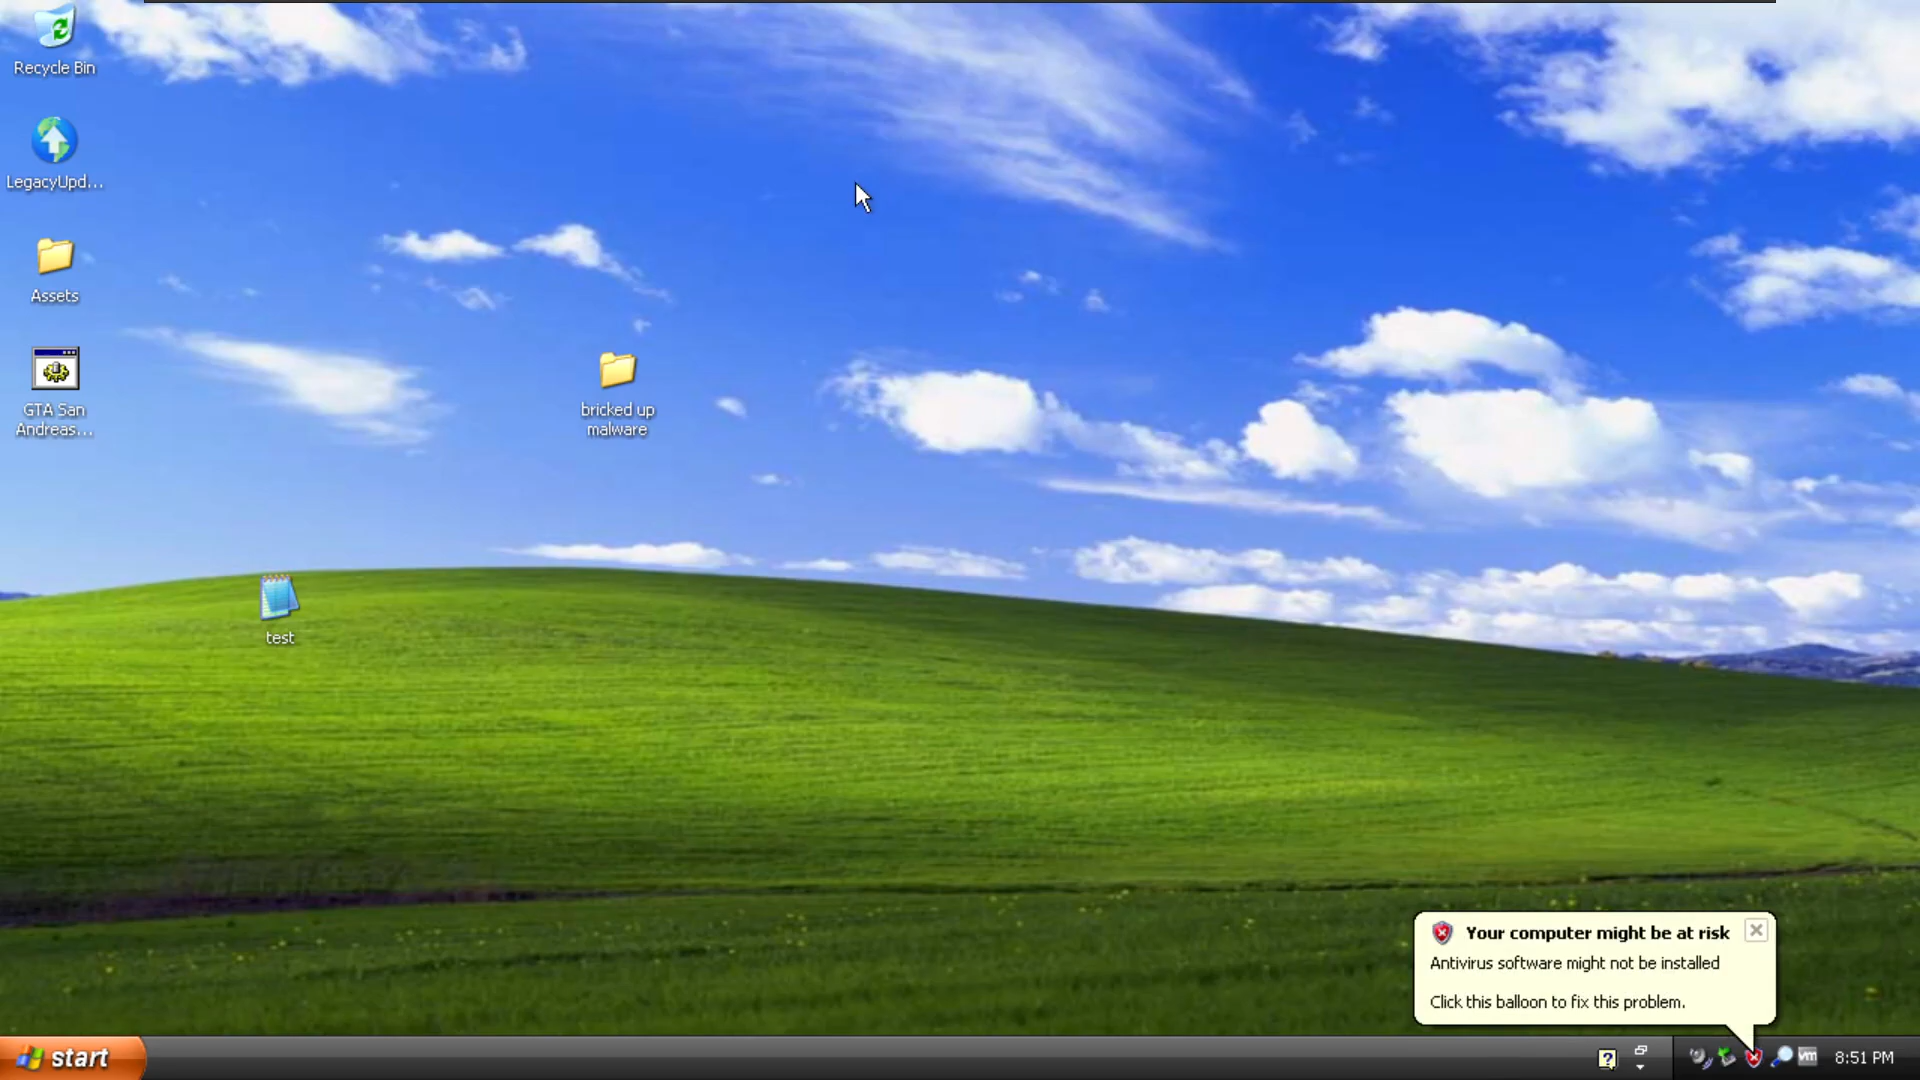 Recycle Bin
LegacyUpd...
Assets
GTA San
Andreas...
bricked up
malware
test
Your computer might be at risk
Antivirus software might not be installed
Click this balloon to fix this problem.
start
?
vm
8:51 PM